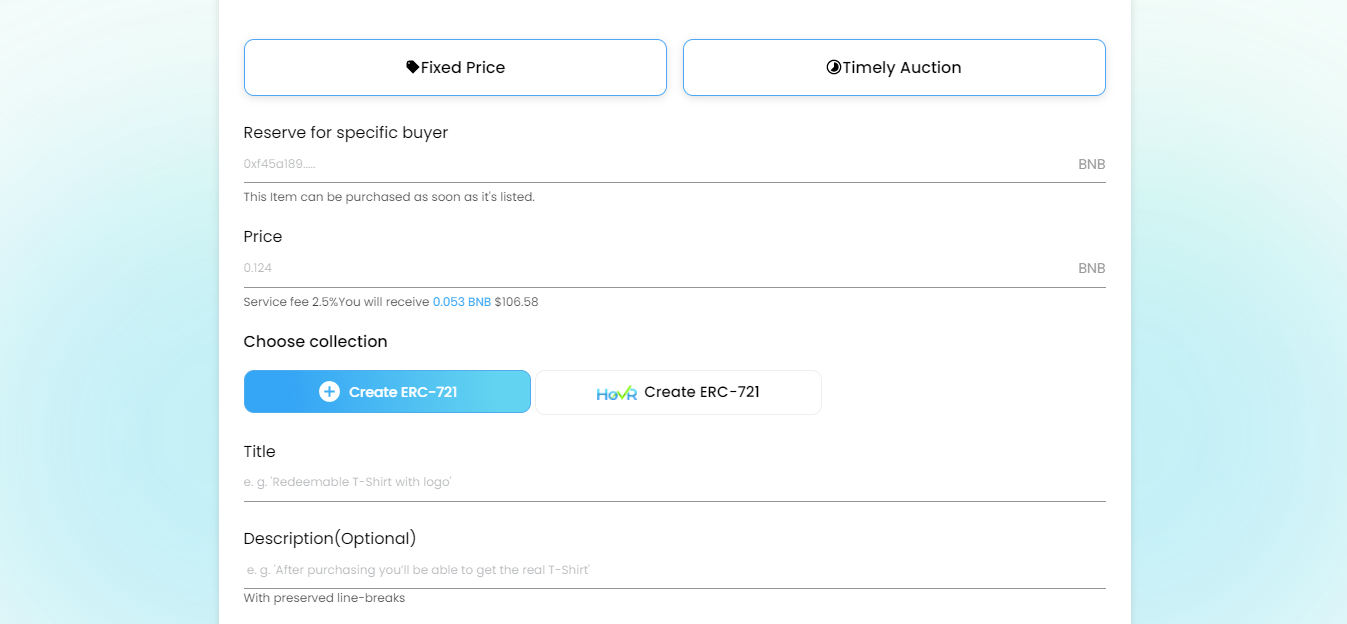 Fixed Price
Timely Auction
Reserve for specific buyer
0xf45a189.....
BNB
This Item can be purchased as soon as it's listed.
Price
0.124
BNB
Service fee 2.5%You will receive 0.053 BNB $106.58
Choose collection
Create ERC-721
HovR Create ERC-721
Title
e. g. 'Redeemable T-Shirt with logo'
Description(Optional)
e. g. 'After purchasing you'll be able to get the real T-Shirt'
With preserved line-breaks